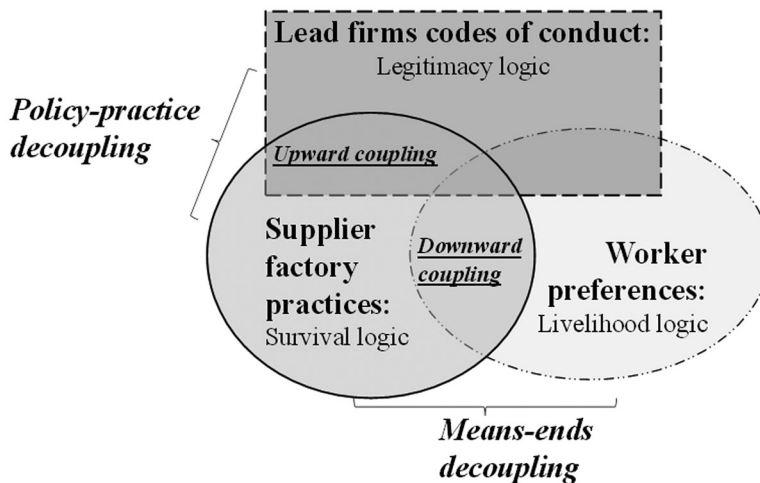 Lead firms codes of conduct:
Legitimacy logic
Policy-practice
decoupling
Upward coupling
Supplier
factory
practices:
Survival logic
Downward
coupling
Worker
preferences:
Livelihood logic
Means-ends
decoupling